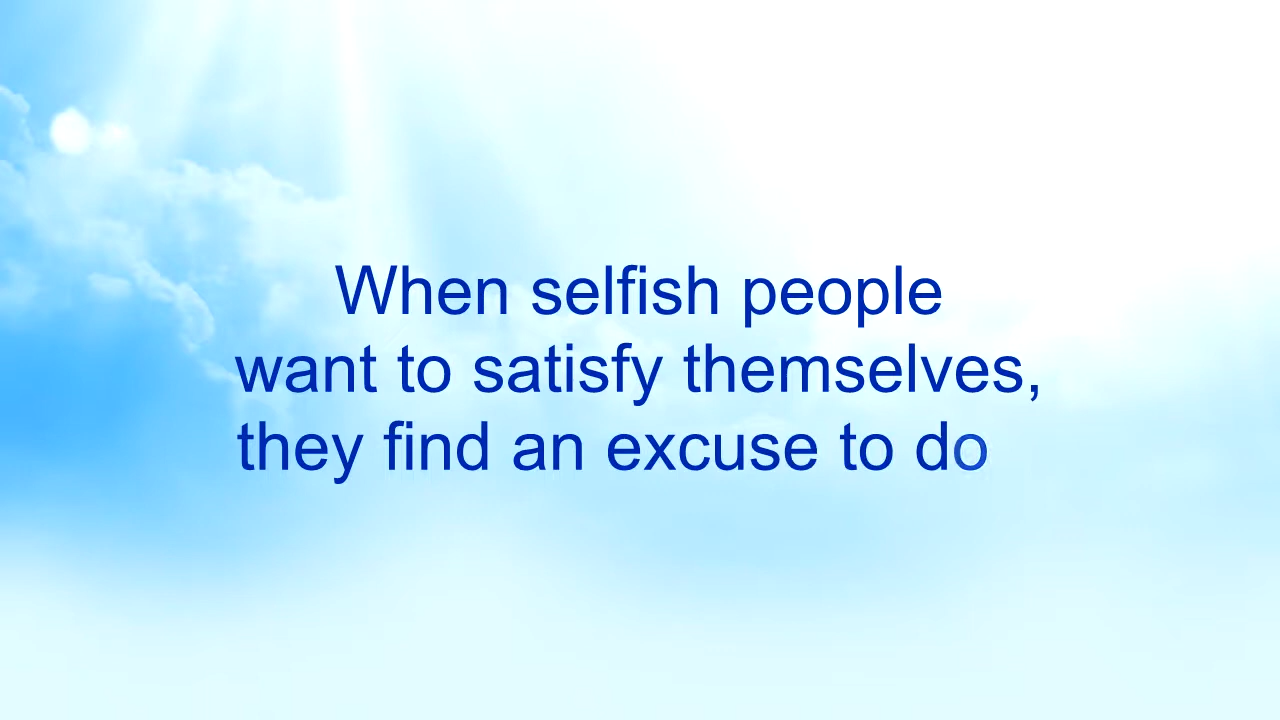 When selfish people
want to satisfy themselves,
they find an excuse to do